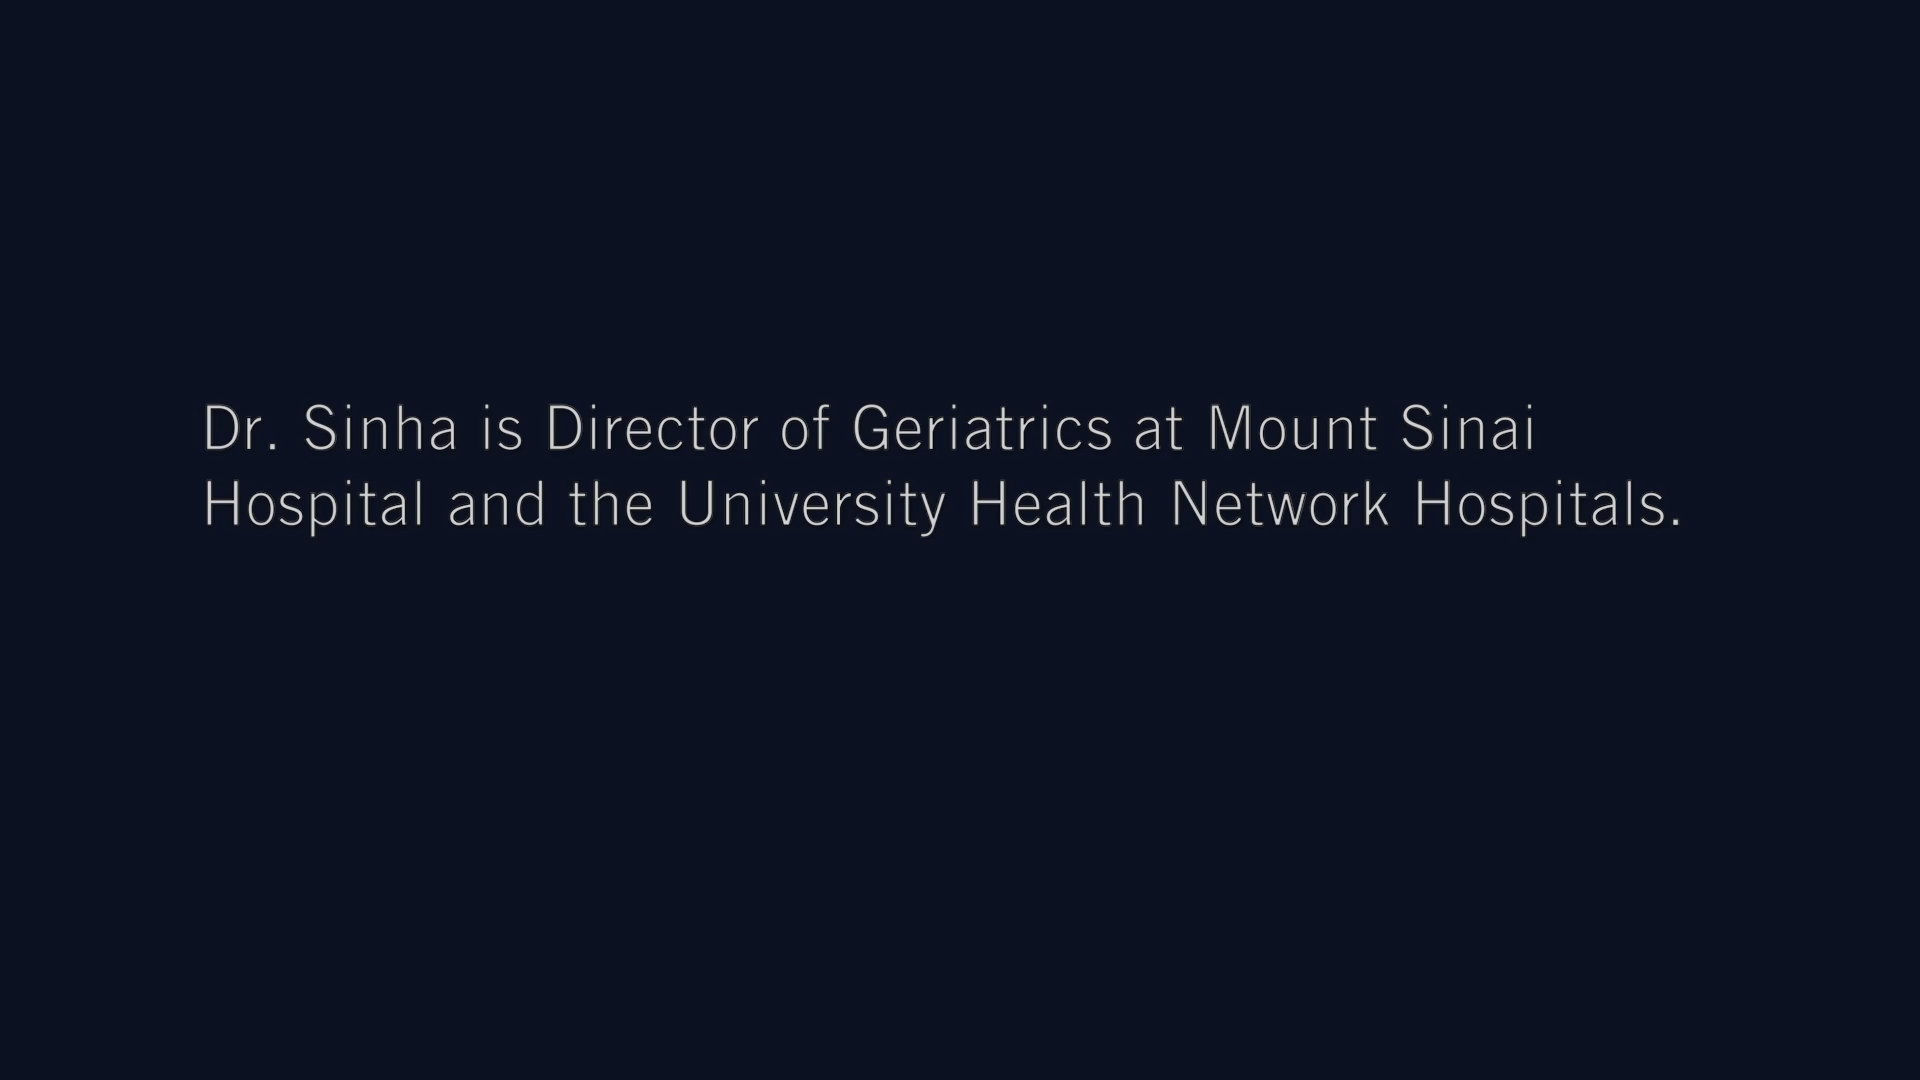 Dr. Sinha is Director of Geriatrics at Mount Sinai
Hospital and the University Health Network Hospitals.